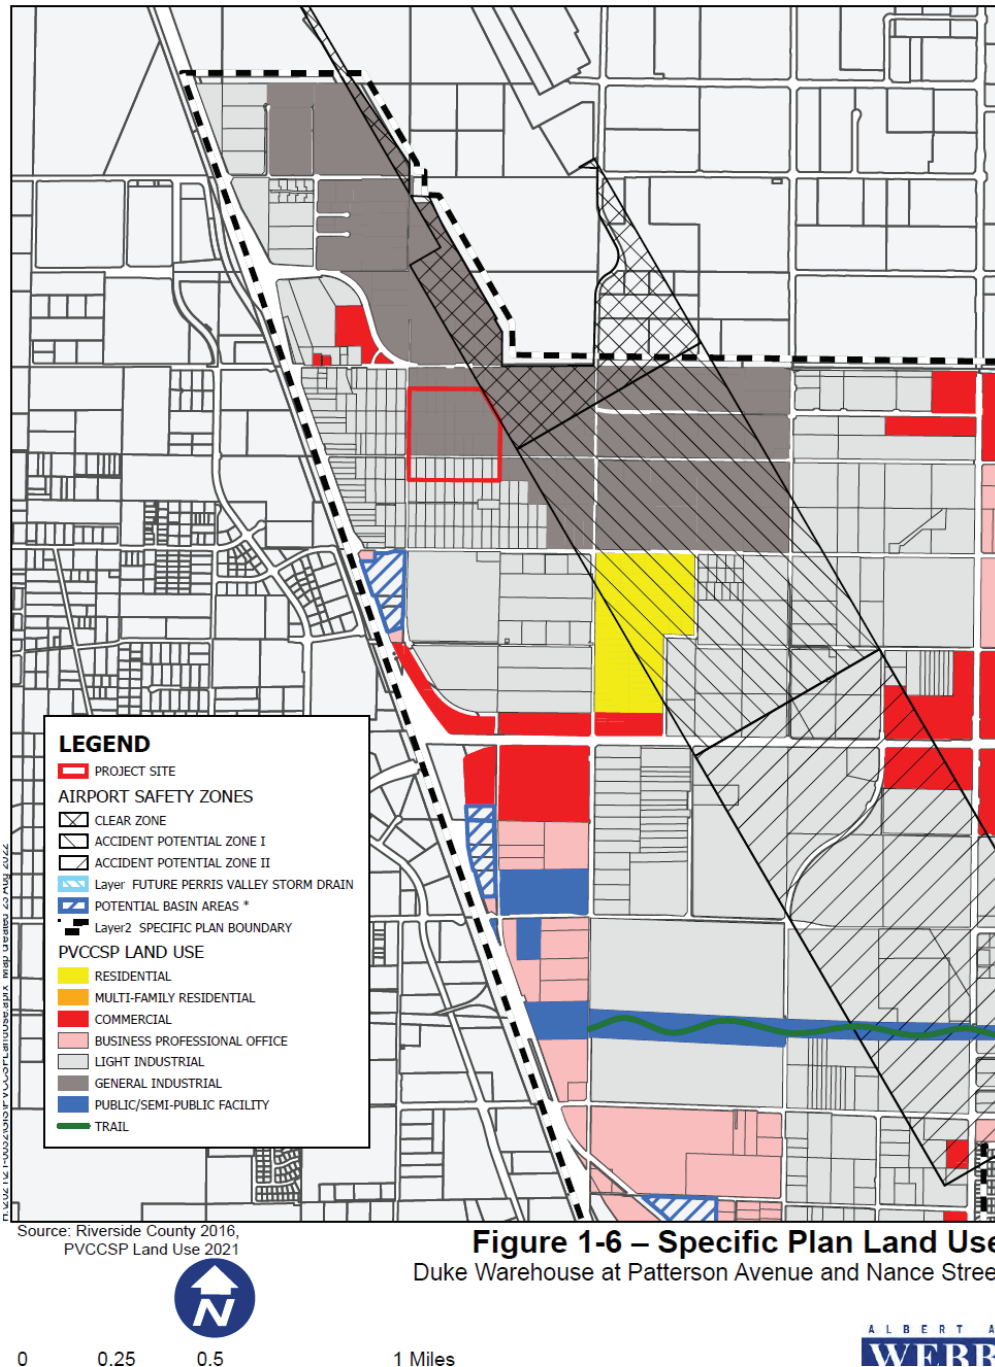 LEGEND
PROJECT SITE
AIRPORT SAFETY ZONES
CLEAR ZONE
ACCIDENT POTENTIAL ZONE I
ACCIDENT POTENTIAL ZONE II
Layer FUTURE PERRIS VALLEY STORM DRAIN
POTENTIAL BASIN AREAS *
Layer2 SPECIFIC PLAN BOUNDARY
PVCCSP LAND USE
RESIDENTIAL
MULTI-FAMILY RESIDENTIAL
COMMERCIAL
BUSINESS PROFESSIONAL OFFICE
LIGHT INDUSTRIAL
GENERAL INDUSTRIAL
PUBLIC/SEMI-PUBLIC FACILITY
TRAIL
Source: Riverside County 2016,
PVCCSP Land Use 2021
Figure 1-6 – Specific Plan Land Use
Duke Warehouse at Patterson Avenue and Nance Stree
N
0 0.25 0.5 1 Miles
ALBERT A
WEBB